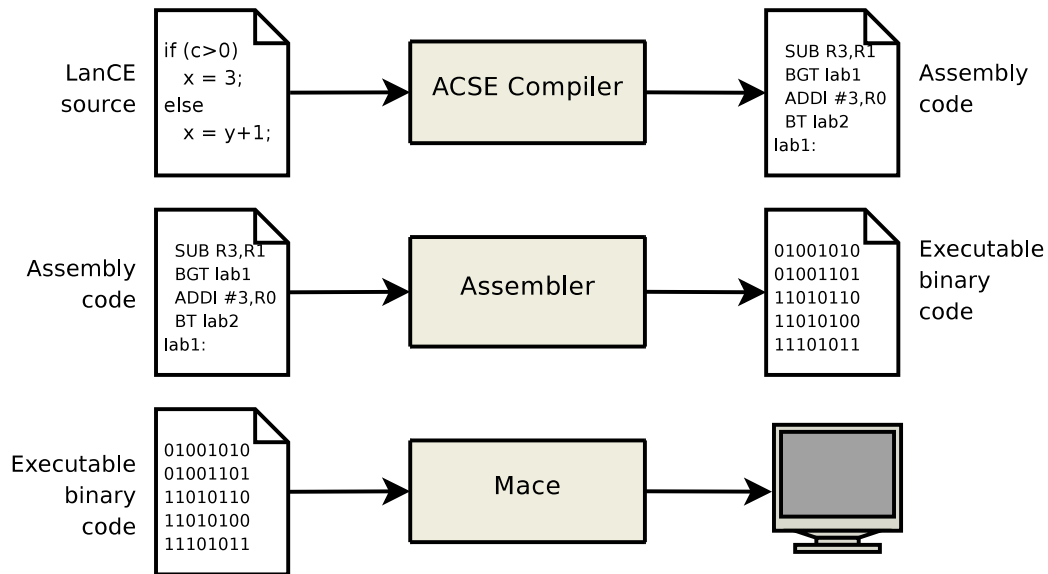 LanCE
source
if (c>0)
x = 3;
else
x = y+1;
ACSE Compiler
SUB R3,R1
BGT lab1
ADDI #3,R0
BT lab2
lab1:
Assembly
code
Assembly
code
SUB R3,R1
BGT lab1
ADDI #3,R0
BT lab2
lab1:
Assembler
01001010
01001101
11010110
11010100
11101011
Executable
binary
code
Executable
binary
code
01001010
01001101
11010110
11010100
11101011
Mace